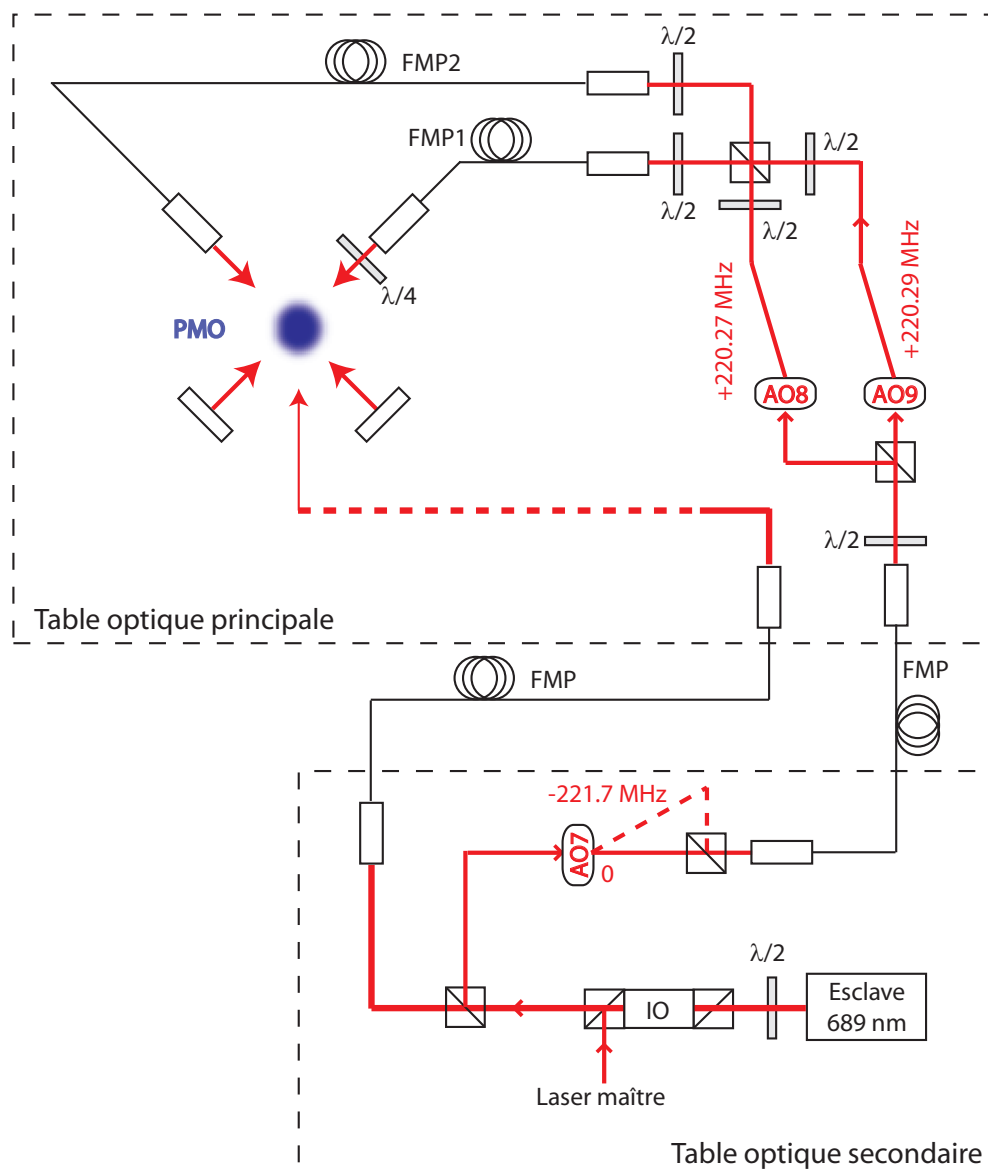 λ/2
FMP2
FMP1
λ/2
λ/2
λ/2
λ/4
+220.27 MHz
+220.29 MHz
PMO
AO8
AO9
λ/2
Table optique principale
FMP
FMP
-221.7 MHz
AO7
0
λ/2
IO
Esclave
689 nm
Laser maître
Table optique secondaire